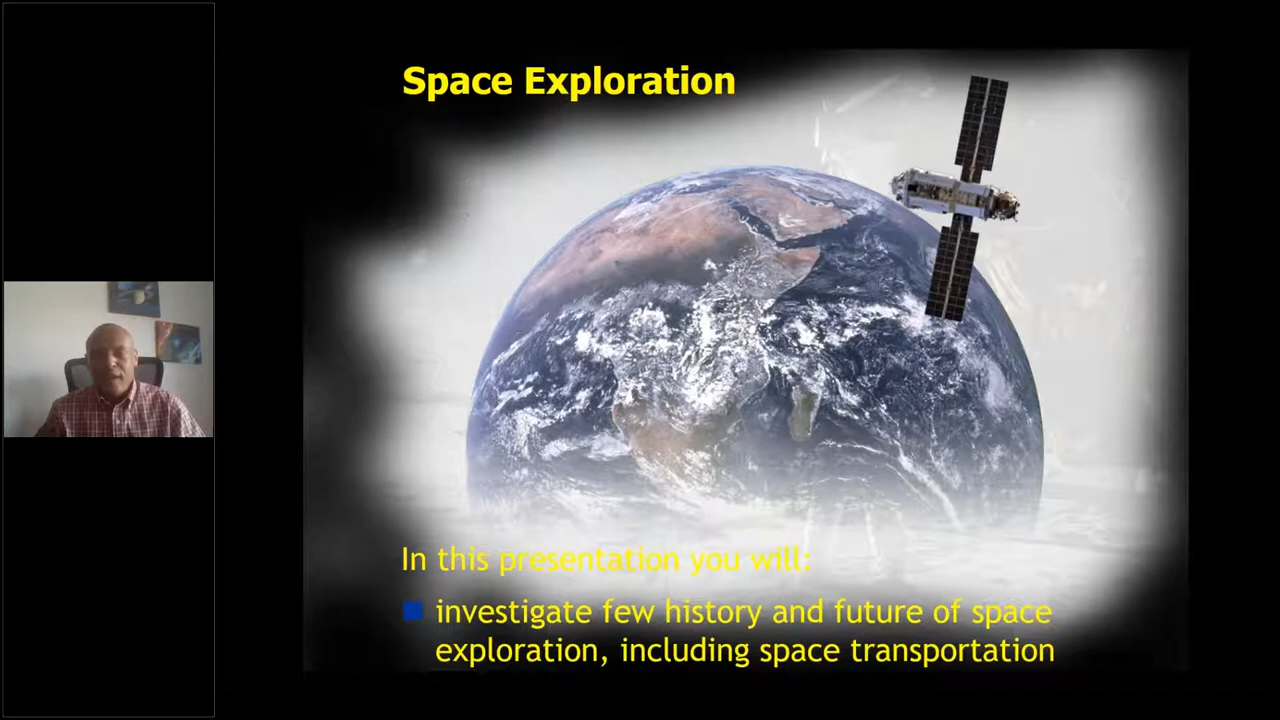 Space Exploration
In this presentation you will:
investigate few history and future of space
exploration, including space transportation